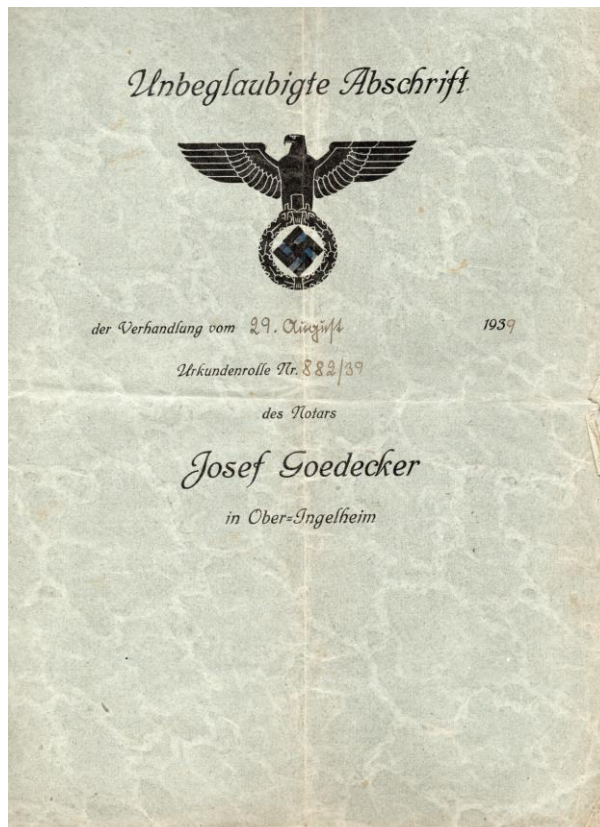 Unbeglaubigte Abschrift
der Verhandlung vom 29. August 1939
Urkundenrolle Nr. 882/39
des Notars
Josef Goedecker
in Ober=Ingelheim